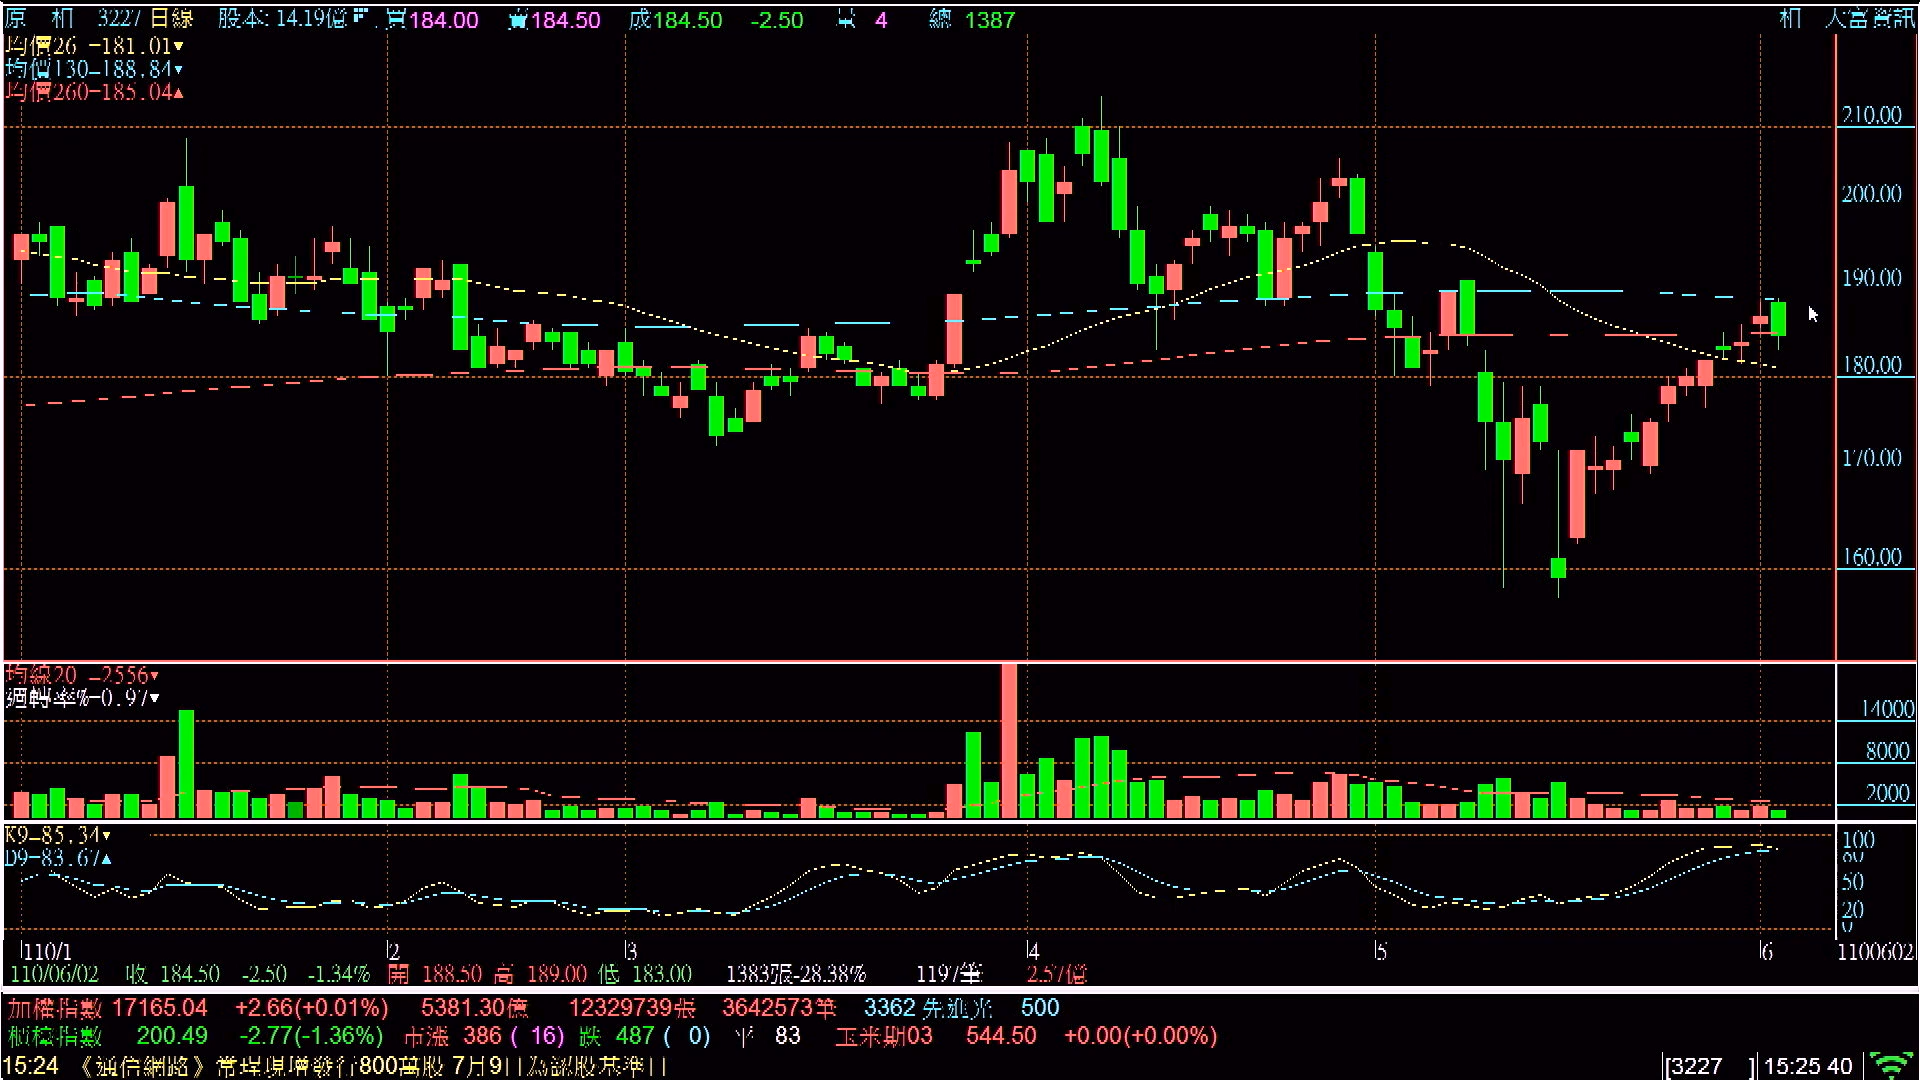 原 相 3227 日線 股本: 14.19億 買184.00 賣184.50 成184.50 -2.50 4 總 1387 大富資訊
均價26 -181.01▾
均價130-188.84▾
均價260-185.04▴
210.00
200.00
190.00
180.00
170.00
160.00
均線20 -2556▾
週轉率%-0.97▾
14000
8000
2000
K9-85.34▾
D9-83.67▴
100
80
50
20
0
110/1 2 3 4 5 6 1100602
110/06/02 收 184.50 -2.50 -1.34% 開 188.50 高 189.00 低 183.00 1383張-28.38% 1197筆 2.57億
加權指數 17165.04 +2.66(+0.01%) 5381.30億 12329739張 3642573筆 3362 先進光 500
櫃檯指數 200.49 -2.77(-1.36%) 市漲 386 ( 16) 跌 487 ( 0) 平 83 玉米期03 544.50 +0.00(+0.00%)
15:24 《通信網路》常珵現增發行800萬股 7月9日為認股基準日 [3227 ] 15:25 40